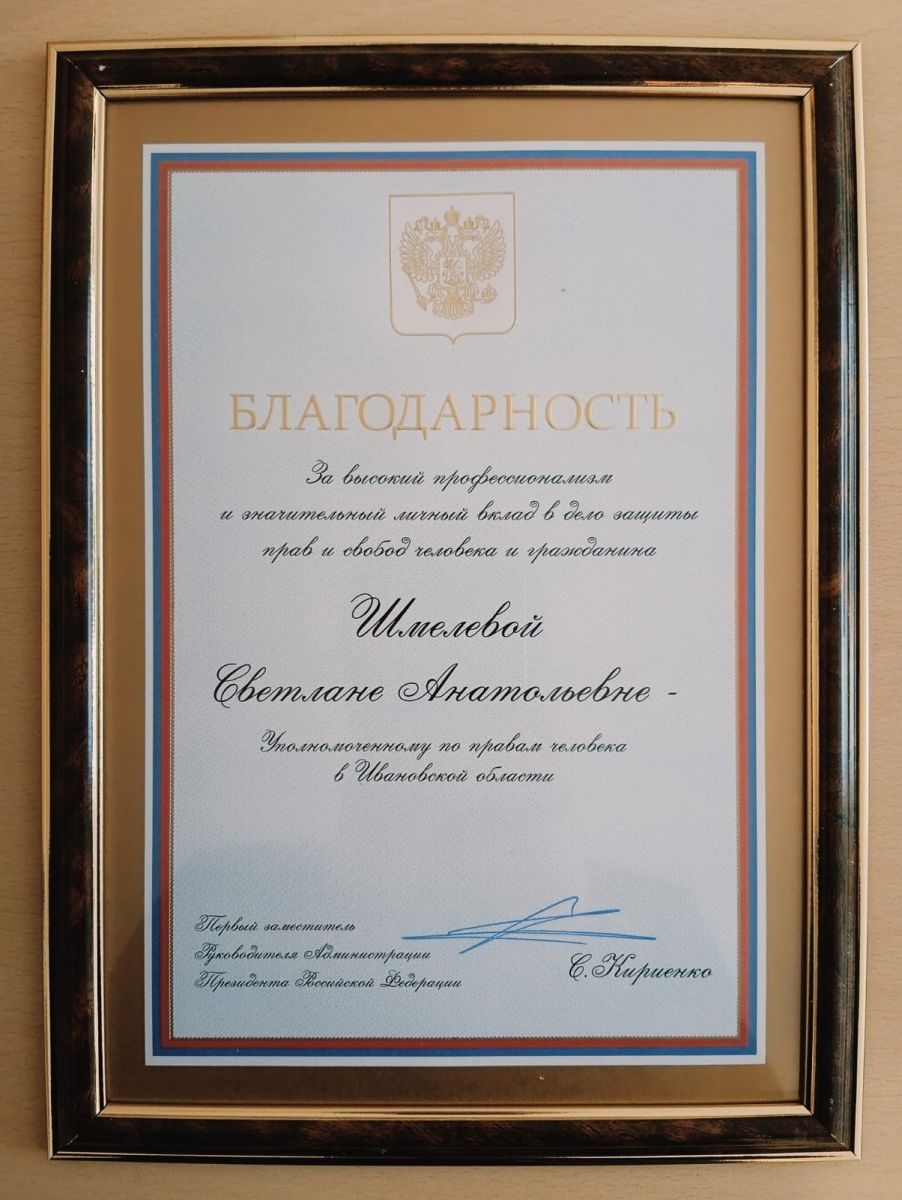 БЛАГОДАРНОСТЬ
За высокий профессионализм
и значительный личный вклад в дело защиты
прав и свобод человека и гражданина
Шмелевой
Светлане Анатольевне -
Уполномоченному по правам человека
в Ивановской области
Первый заместитель
Руководителя Администрации
Президента Российской Федерации
С.Кириенко